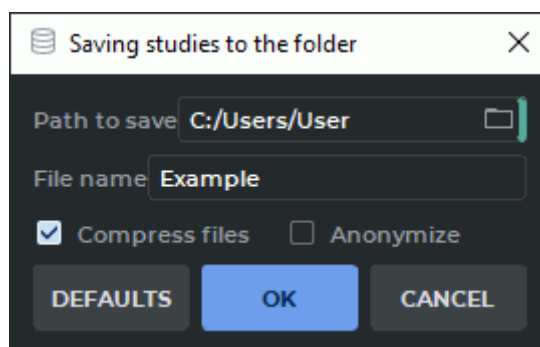 Saving studies to the folder
Path to save C:/Users/User
File name Example
Compress files Anonymize
DEFAULTS OK CANCEL